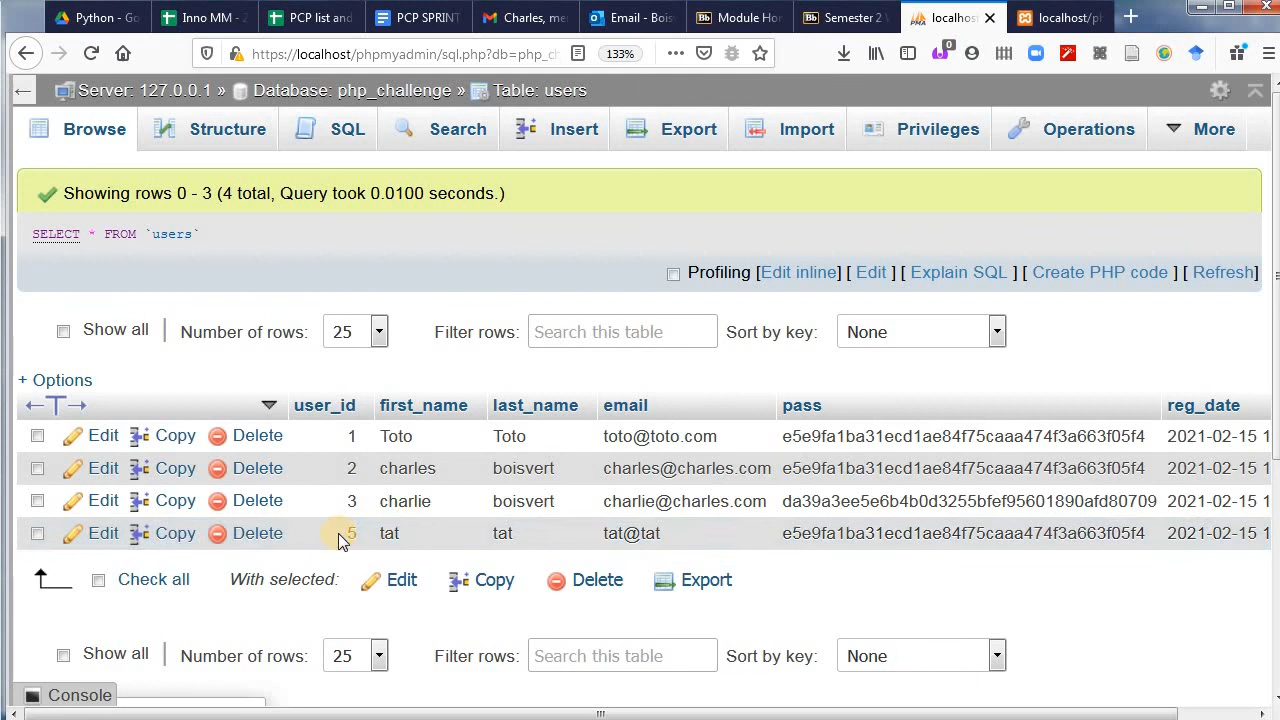 Python - Goo
Inno MM - 2
PCP list and
PCP SPRINT
Charles, me
Email - Bois
Module Ho
Semester 2 V
localhos
localhost/ph
https://localhost/phpmyadmin/sql.php?db=php_ch
133%
0
Server: 127.0.0.1 » Database: php_challenge » Table: users
Browse Structure SQL Search Insert Export Import Privileges Operations More
Showing rows 0 - 3 (4 total, Query took 0.0100 seconds.)
SELECT * FROM `users`
Profiling [Edit inline] [ Edit ] [ Explain SQL ] [ Create PHP code ] [ Refresh]
Show all Number of rows: 25 Filter rows: Search this table Sort by key: None
+ Options
user_id first_name last_name email pass reg_date
Edit Copy Delete 1 Toto Toto toto@toto.com e5e9fa1ba31ecd1ae84f75caaa474f3a663f05f4 2021-02-15 1
Edit Copy Delete 2 charles boisvert charles@charles.com e5e9fa1ba31ecd1ae84f75caaa474f3a663f05f4 2021-02-15 1
Edit Copy Delete 3 charlie boisvert charlie@charles.com da39a3ee5e6b4b0d3255bfef95601890afd80709 2021-02-15 1
Edit Copy Delete 5 tat tat tat@tat e5e9fa1ba31ecd1ae84f75caaa474f3a663f05f4 2021-02-15 1
Check all With selected: Edit Copy Delete Export
Show all Number of rows: 25 Filter rows: Search this table Sort by key: None
Console